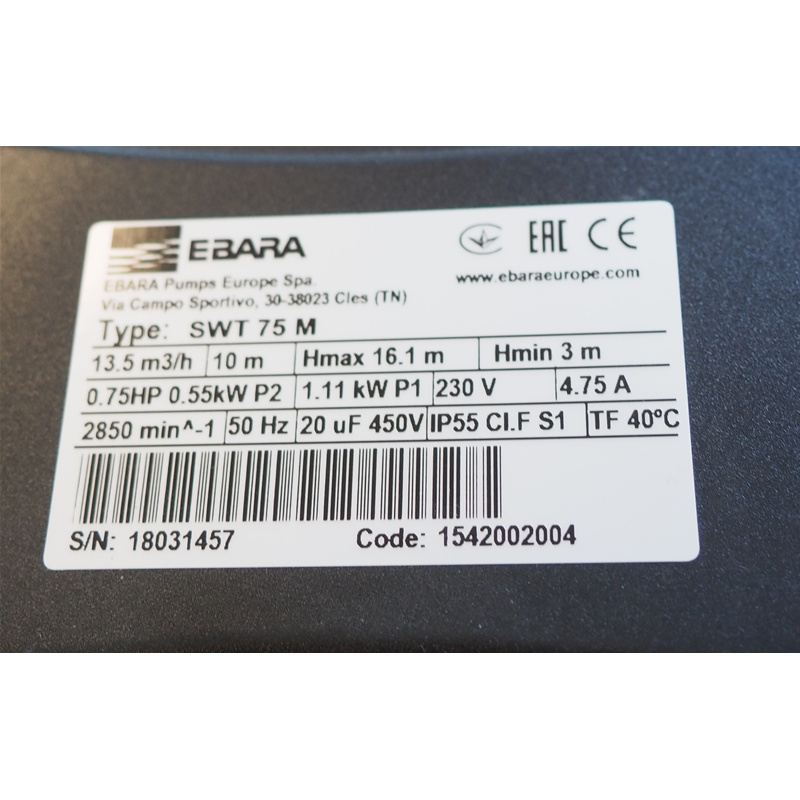 EBARA
EAC CE
EBARA Pumps Europe Spa.
www.ebaraeurope.com
Via Campo Sportivo, 30-38023 Cles (TN)
Type: SWT 75 M
13.5 m3/h 10 m Hmax 16.1 m Hmin 3 m
0.75HP 0.55kW P2 1.11 kW P1 230 V 4.75 A
2850 min^-1 50 Hz 20 uF 450V IP55 Cl.F S1 TF 40ºC
S/N: 18031457 Code: 1542002004